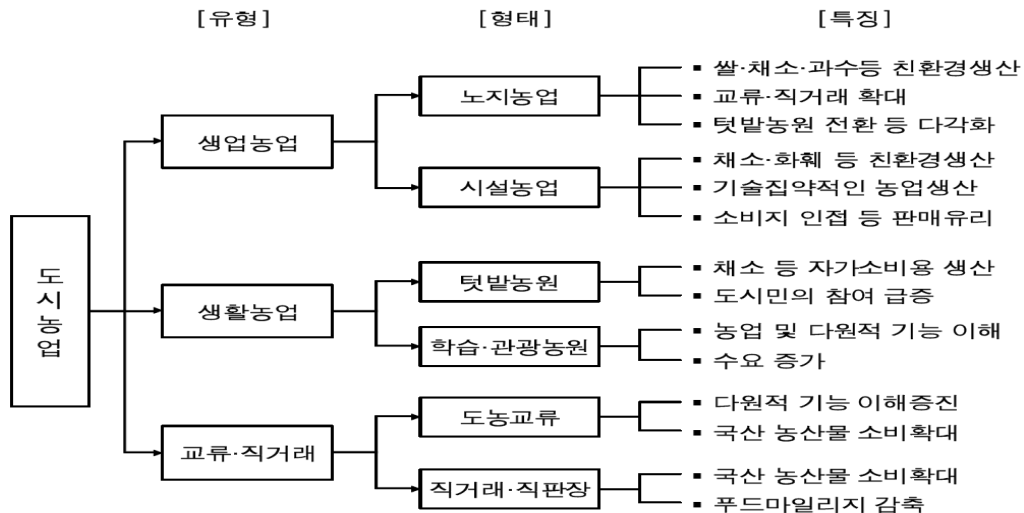 [유형] [형태] [특징]
도시농업
생업농업
노지농업
▪ 쌀·채소·과수등 친환경생산
▪ 교류·직거래 확대
▪ 텃밭농원 전환 등 다각화
시설농업
▪ 채소·화훼 등 친환경생산
▪ 기술집약적인 농업생산
▪ 소비지 인접 등 판매유리
생활농업
텃밭농원
▪ 채소 등 자가소비용 생산
▪ 도시민의 참여 급증
학습·관광농원
▪ 농업 및 다원적 기능 이해
▪ 수요 증가
교류·직거래
도농교류
▪ 다원적 기능 이해증진
▪ 국산 농산물 소비확대
직거래·직판장
▪ 국산 농산물 소비확대
▪ 푸드마일리지 감축